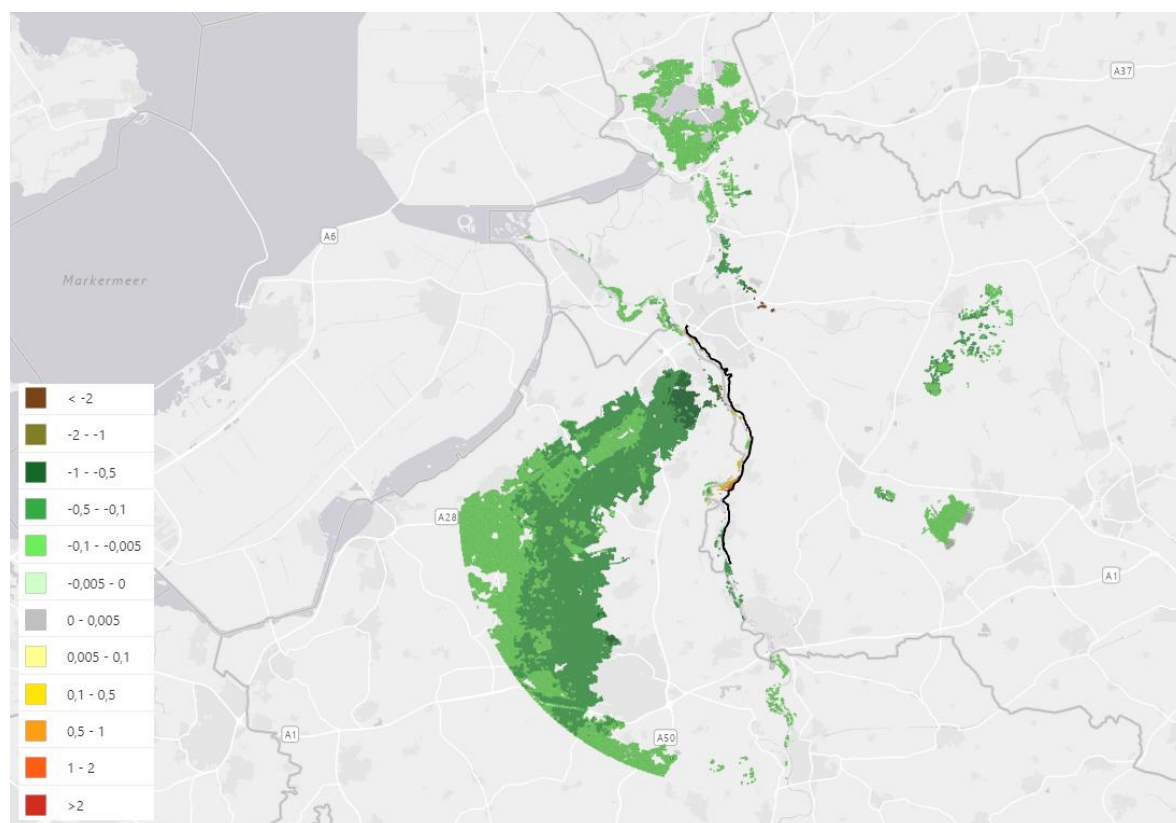 A37
A6
Markermeer
A28
A1
A50
A1
< -2
-2 - -1
-1 - -0,5
-0,5 - -0,1
-0,1 - -0,005
-0,005 - 0
0 - 0,005
0,005 - 0,1
0,1 - 0,5
0,5 - 1
1 - 2
>2